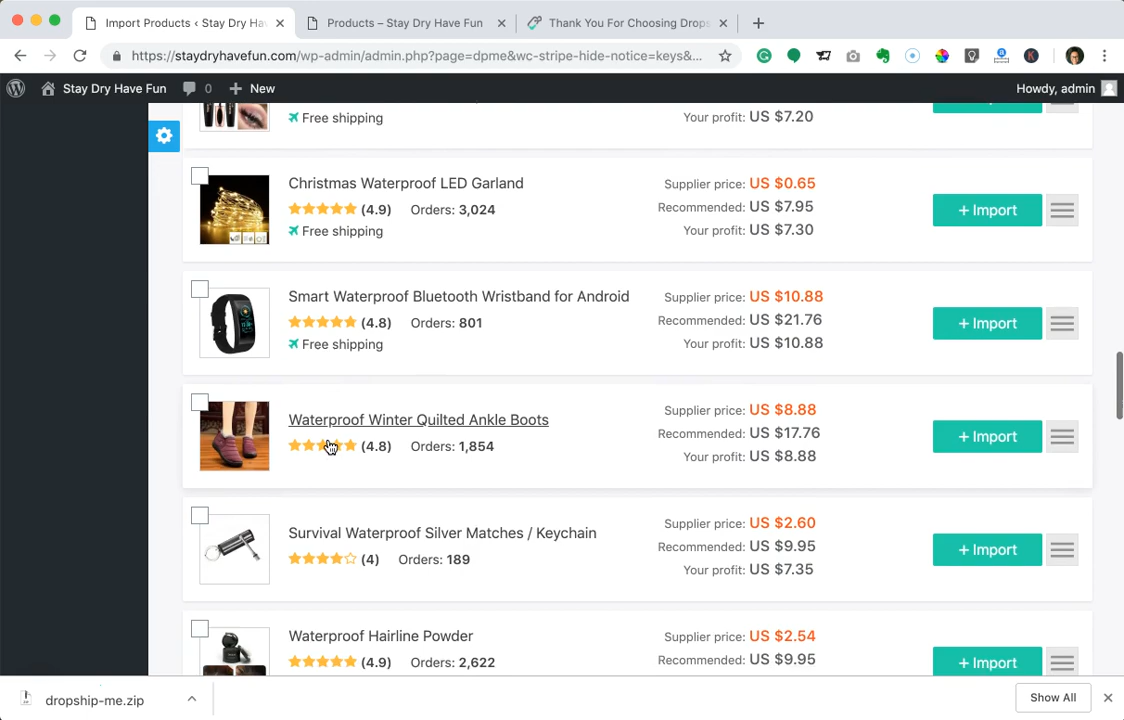 Import Products ‹ Stay Dry Ha
Products – Stay Dry Have Fun
Thank You For Choosing Drops
https://staydryhavefun.com/wp-admin/admin.php?page=dpme&wc-stripe-hide-notice=keys&...
Stay Dry Have Fun
0
+ New
Howdy, admin
Free shipping
Your profit: US $7.20
Christmas Waterproof LED Garland
(4.9) Orders: 3,024
Free shipping
Supplier price: US $0.65
Recommended: US $7.95
Your profit: US $7.30
+ Import
Smart Waterproof Bluetooth Wristband for Android
(4.8) Orders: 801
Free shipping
Supplier price: US $10.88
Recommended: US $21.76
Your profit: US $10.88
+ Import
Waterproof Winter Quilted Ankle Boots
(4.8) Orders: 1,854
Supplier price: US $8.88
Recommended: US $17.76
Your profit: US $8.88
+ Import
Survival Waterproof Silver Matches / Keychain
(4) Orders: 189
Supplier price: US $2.60
Recommended: US $9.95
Your profit: US $7.35
+ Import
Waterproof Hairline Powder
(4.9) Orders: 2,622
Supplier price: US $2.54
Recommended: US $9.95
+ Import
dropship-me.zip
Show All